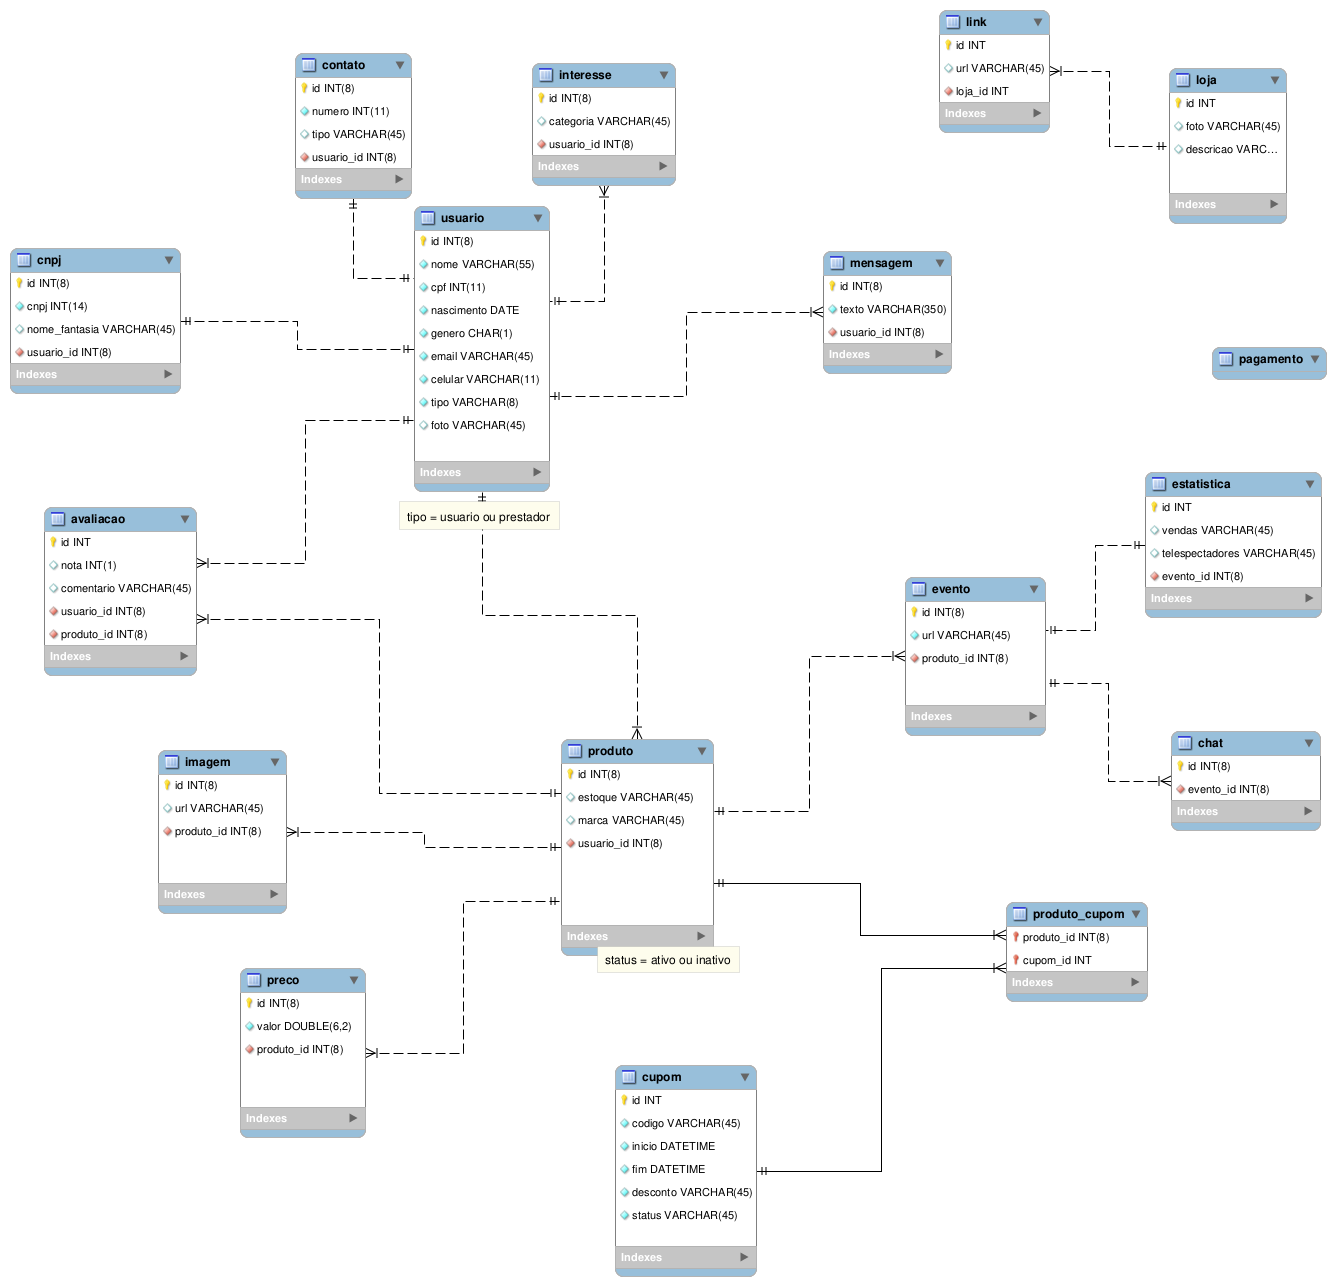 link
id INT
url VARCHAR(45)
loja_id INT
Indexes
loja
id INT
foto VARCHAR(45)
descricao VARC...
Indexes
contato
id INT(8)
numero INT(11)
tipo VARCHAR(45)
usuario_id INT(8)
Indexes
interesse
id INT(8)
categoria VARCHAR(45)
usuario_id INT(8)
Indexes
usuario
id INT(8)
nome VARCHAR(55)
cpf INT(11)
nascimento DATE
genero CHAR(1)
email VARCHAR(45)
celular VARCHAR(11)
tipo VARCHAR(8)
foto VARCHAR(45)
Indexes
tipo = usuario ou prestador
cnpj
id INT(8)
cnpj INT(14)
nome_fantasia VARCHAR(45)
usuario_id INT(8)
Indexes
mensagem
id INT(8)
texto VARCHAR(350)
usuario_id INT(8)
Indexes
pagamento
estatistica
id INT
vendas VARCHAR(45)
telespectadores VARCHAR(45)
evento_id INT(8)
Indexes
avaliacao
id INT
nota INT(1)
comentario VARCHAR(45)
usuario_id INT(8)
produto_id INT(8)
Indexes
evento
id INT(8)
url VARCHAR(45)
produto_id INT(8)
Indexes
chat
id INT(8)
evento_id INT(8)
Indexes
imagem
id INT(8)
url VARCHAR(45)
produto_id INT(8)
Indexes
produto
id INT(8)
estoque VARCHAR(45)
marca VARCHAR(45)
usuario_id INT(8)
Indexes
status = ativo ou inativo
produto_cupom
produto_id INT(8)
cupom_id INT
Indexes
preco
id INT(8)
valor DOUBLE(6,2)
produto_id INT(8)
Indexes
cupom
id INT
codigo VARCHAR(45)
inicio DATETIME
fim DATETIME
desconto VARCHAR(45)
status VARCHAR(45)
Indexes